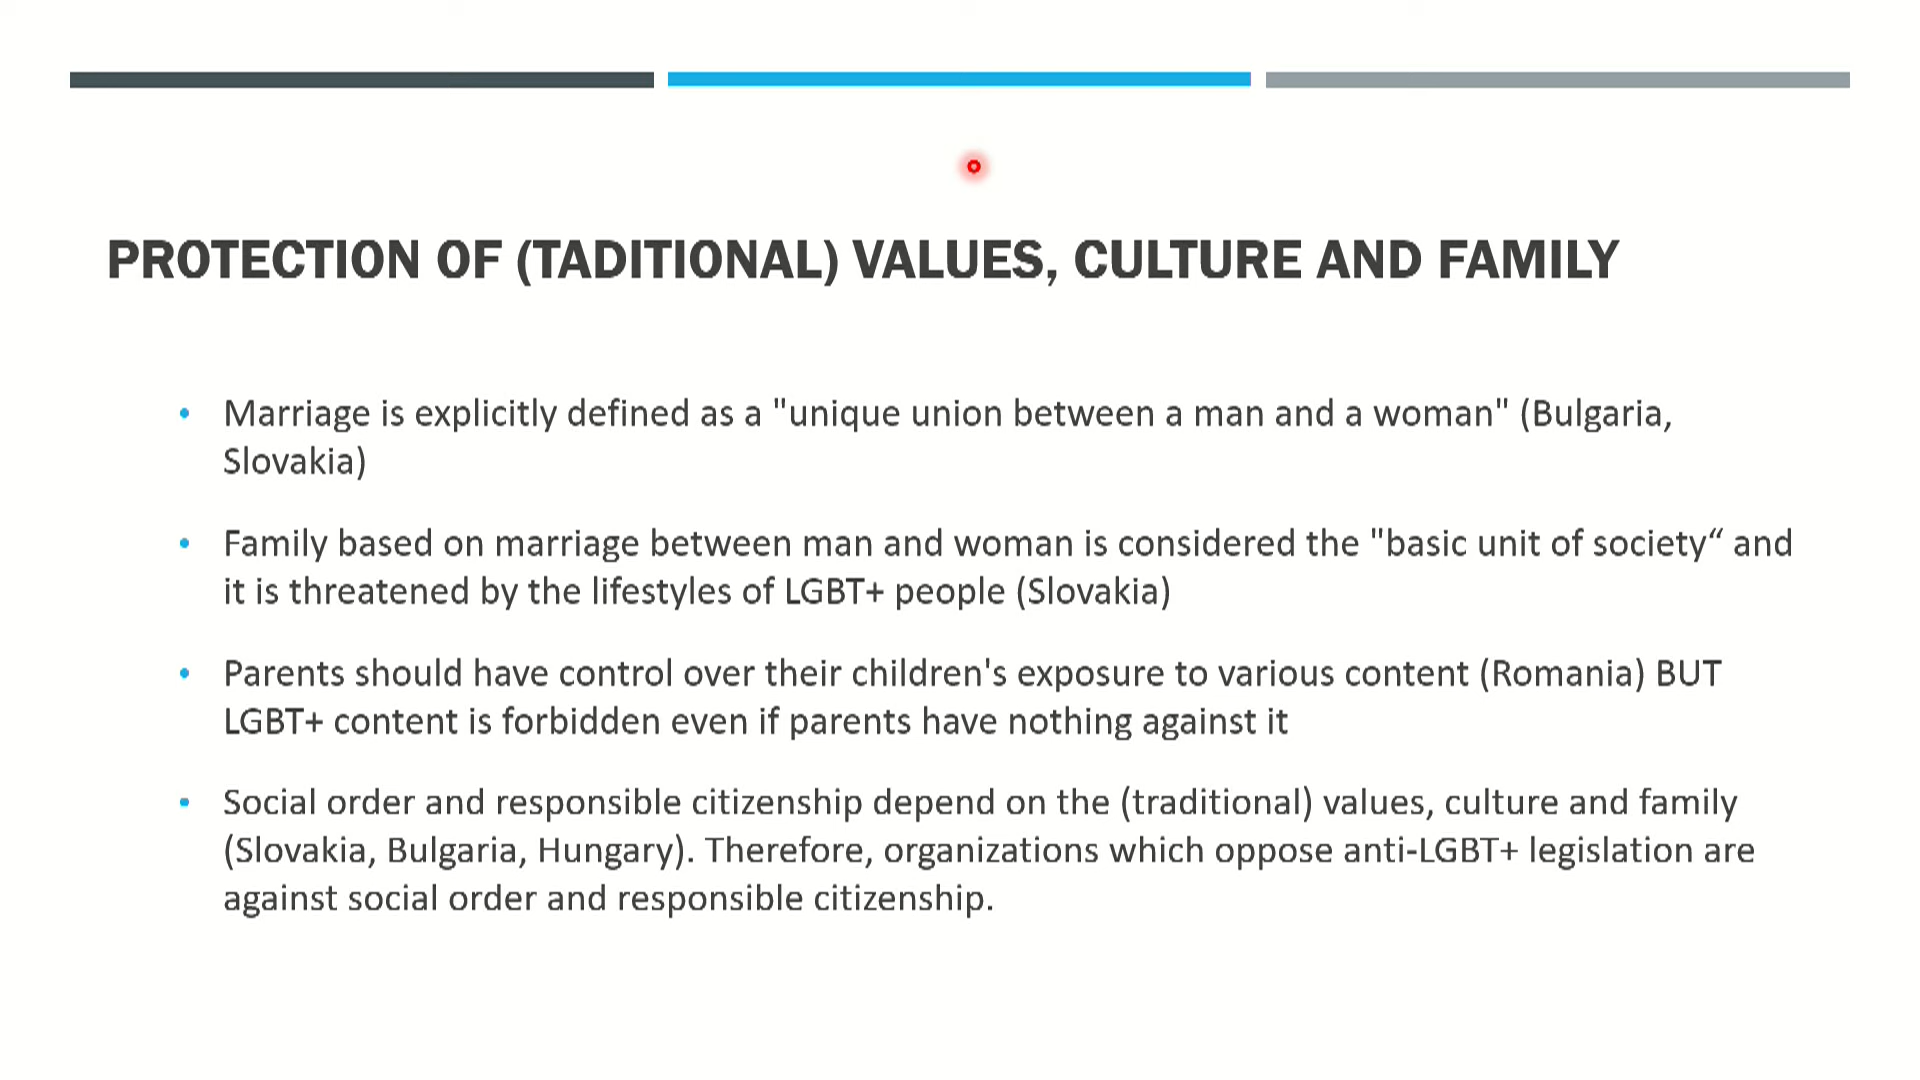 PROTECTION OF (TADITIONAL) VALUES, CULTURE AND FAMILY
• Marriage is explicitly defined as a "unique union between a man and a woman" (Bulgaria,
Slovakia)
• Family based on marriage between man and woman is considered the "basic unit of society“ and
it is threatened by the lifestyles of LGBT+ people (Slovakia)
• Parents should have control over their children's exposure to various content (Romania) BUT
LGBT+ content is forbidden even if parents have nothing against it
• Social order and responsible citizenship depend on the (traditional) values, culture and family
(Slovakia, Bulgaria, Hungary). Therefore, organizations which oppose anti-LGBT+ legislation are
against social order and responsible citizenship.